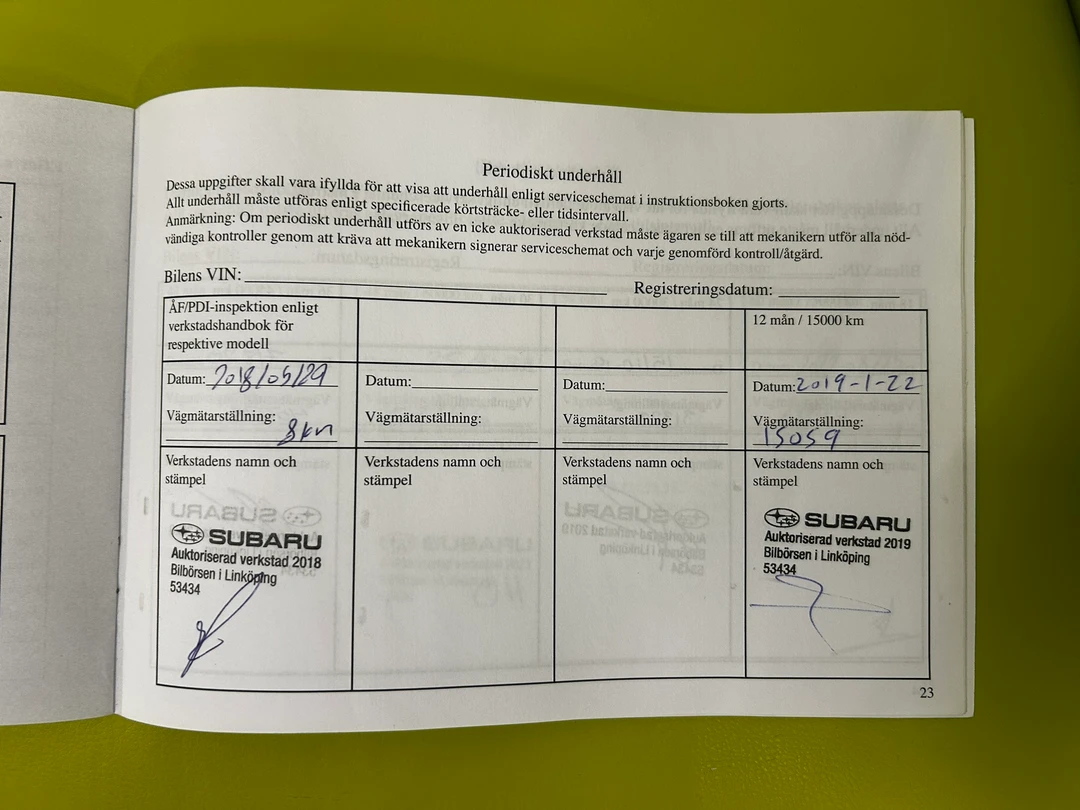 Periodiskt underhåll
Dessa uppgifter skall vara ifyllda för att visa att underhåll enligt serviceschemat i instruktionsboken gjorts.
Allt underhåll måste utföras enligt specificerade körtsträcke- eller tidsintervall.
Anmärkning: Om periodiskt underhåll utförs av en icke auktoriserad verkstad måste ägaren se till att mekanikern utför alla nöd-
vändiga kontroller genom att kräva att mekanikern signerar serviceschemat och varje genomförd kontroll/åtgärd.
Bilens VIN: Registreringsdatum:
ÅF/PDI-inspektion enligt
verkstadshandbok för
respektive modell
Datum: 2018/05/29
Vägmätarställning:
8km
Verkstadens namn och
stämpel
SUBARU
Auktoriserad verkstad 2018
Bilbörsen i Linköping
53434
Datum:
Vägmätarställning:
Verkstadens namn och
stämpel
Datum:
Vägmätarställning:
Verkstadens namn och
stämpel
12 mån / 15000 km
Datum: 2019-1-22
Vägmätarställning:
15059
Verkstadens namn och
stämpel
SUBARU
Auktoriserad verkstad 2019
Bilbörsen i Linköping
53434
23